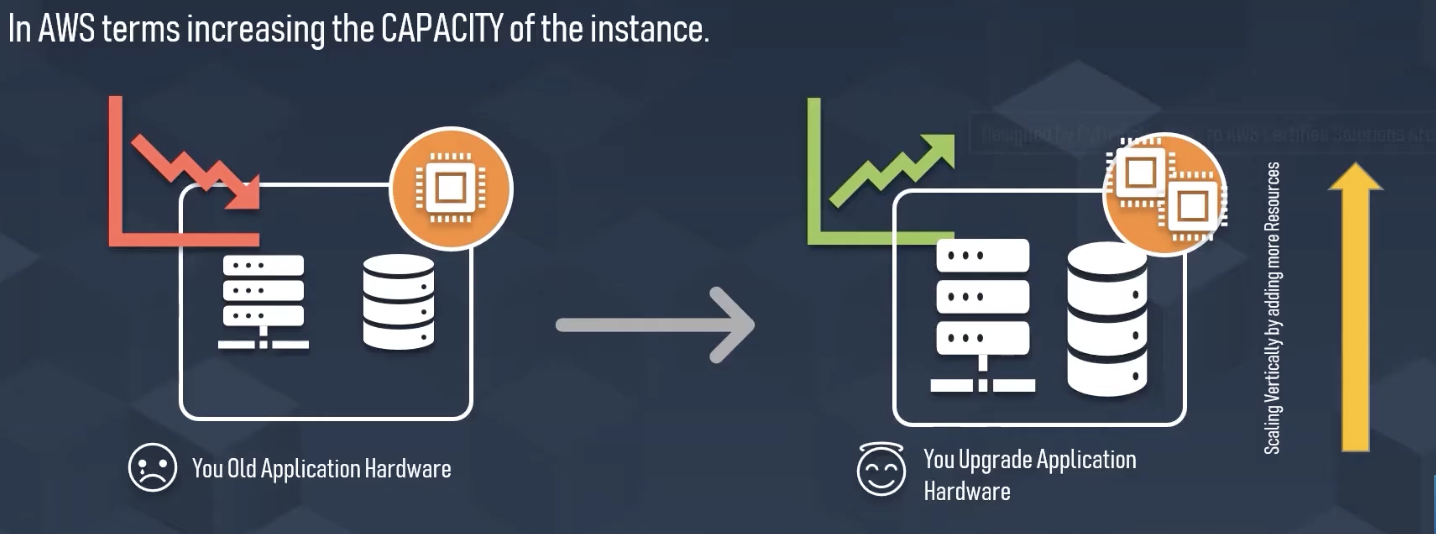 In AWS terms increasing the CAPACITY of the instance.
Scaling Vertically by adding more Resources
You Old Application Hardware
You Upgrade Application
Hardware